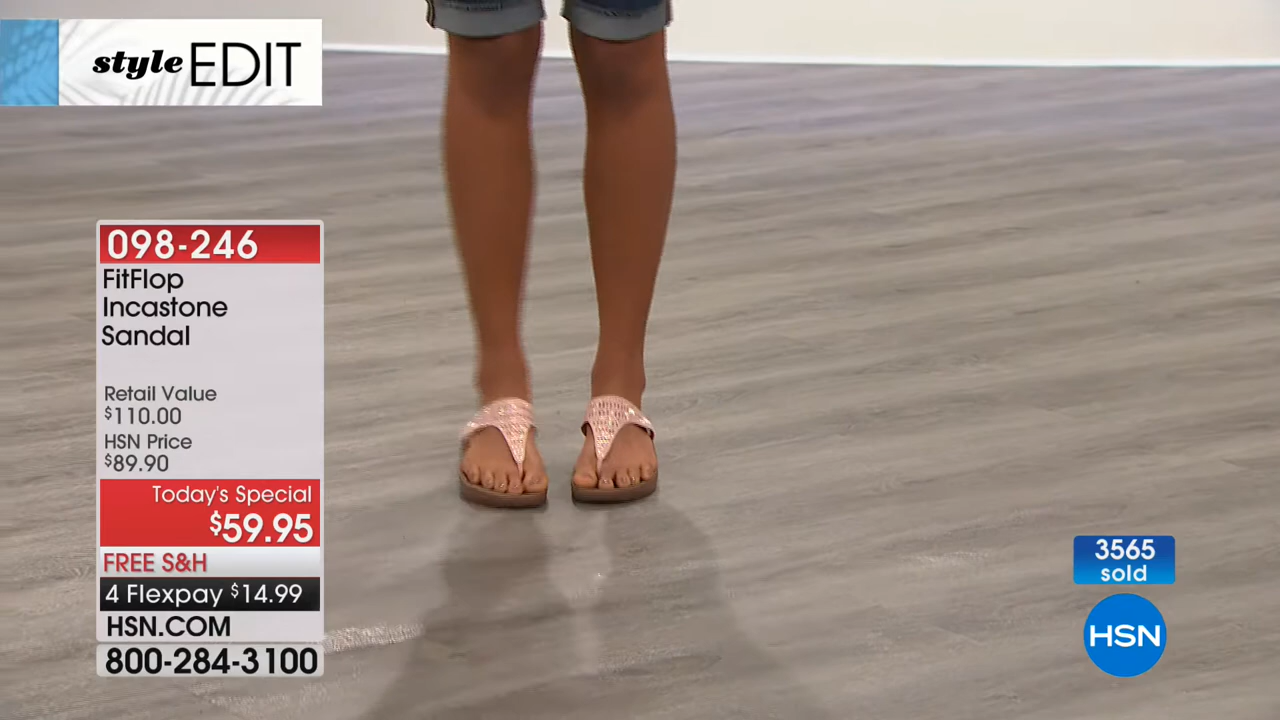 style EDIT
098-246
FitFlop
Incastone
Sandal
Retail Value
$110.00
HSN Price
$89.90
Today's Special
$59.95
FREE S&H
4 Flexpay $14.99
HSN.COM
800-284-3100
3565
sold
HSN